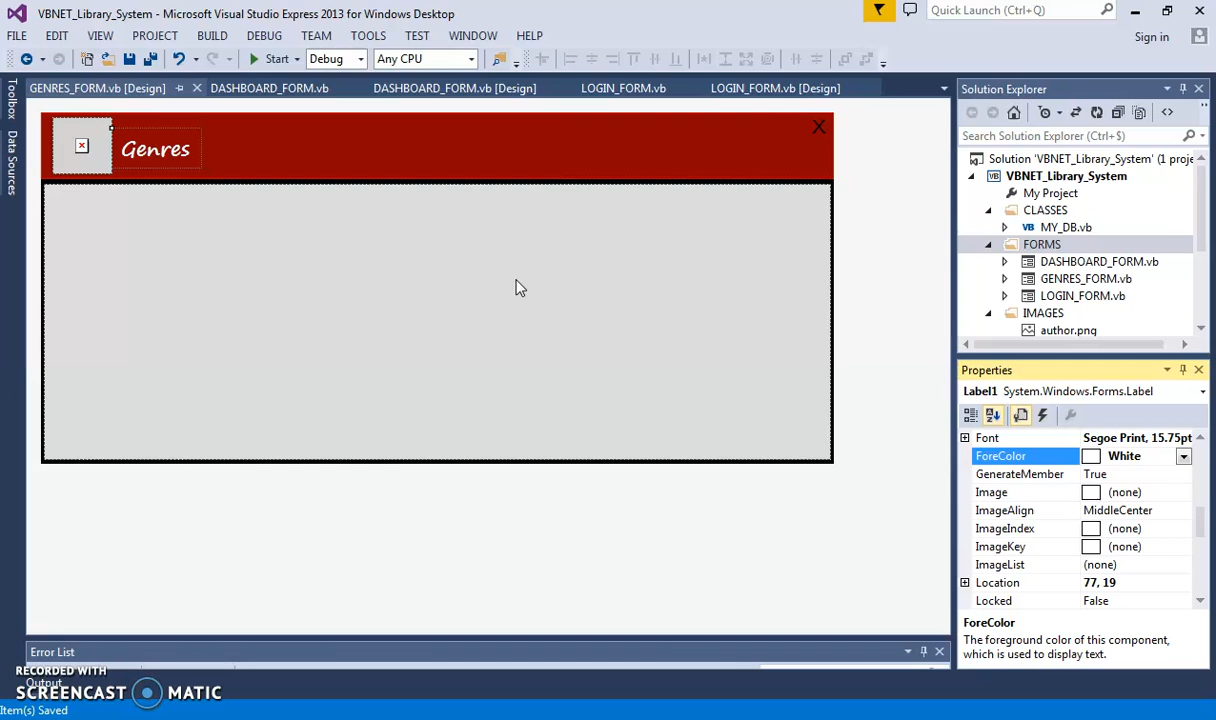 VBNET_Library_System - Microsoft Visual Studio Express 2013 for Windows Desktop
Quick Launch (Ctrl+Q)
FILE EDIT VIEW PROJECT BUILD DEBUG TEAM TOOLS TEST WINDOW HELP
Sign in
Start Debug Any CPU
GENRES_FORM.vb [Design] DASHBOARD_FORM.vb DASHBOARD_FORM.vb [Design] LOGIN_FORM.vb LOGIN_FORM.vb [Design]
Toolbox
Data Sources
Genres
X
Solution Explorer
Search Solution Explorer (Ctrl+$)
Solution 'VBNET_Library_System' (1 proje
VBNET_Library_System
My Project
CLASSES
VB MY_DB.vb
FORMS
DASHBOARD_FORM.vb
GENRES_FORM.vb
LOGIN_FORM.vb
IMAGES
author.png
Properties
Label1 System.Windows.Forms.Label
Font Segoe Print, 15.75pt
ForeColor White
GenerateMember True
Image (none)
ImageAlign MiddleCenter
ImageIndex (none)
ImageKey (none)
ImageList (none)
Location 77, 19
Locked False
ForeColor
The foreground color of this component, which is used to display text.
Error List
RECORDED WITH
Output
SCREENCAST MATIC
Item(s) Saved